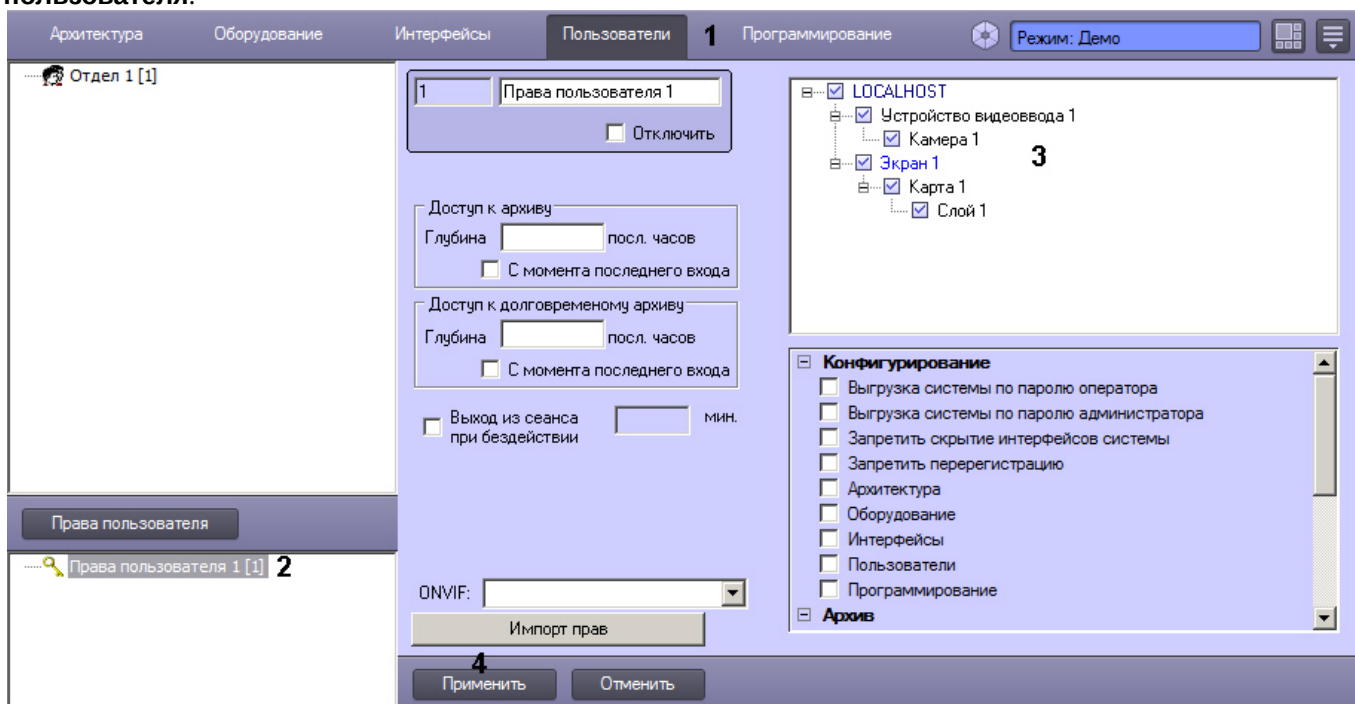 пользователя.
Архитектура Оборудование Интерфейсы Пользователи 1 Программирование Режим: Демо
Отдел 1 [1]
1 Права пользователя 1
Отключить
Доступ к архиву
Глубина посл. часов
С момента последнего входа
Доступ к долговременому архиву
Глубина посл. часов
С момента последнего входа
Выход из сеанса мин.
при бездействии
LOCALHOST
Устройство видеоввода 1
Камера 1
3
Экран 1
Карта 1
Слой 1
Конфигурирование
Выгрузка системы по паролю оператора
Выгрузка системы по паролю администратора
Запретить скрытие интерфейсов системы
Запретить перерегистрацию
Архитектура
Оборудование
Интерфейсы
Пользователи
Программирование
Архив
Права пользователя
Права пользователя 1 [1] 2
ONVIF:
Импорт прав
4
Применить Отменить